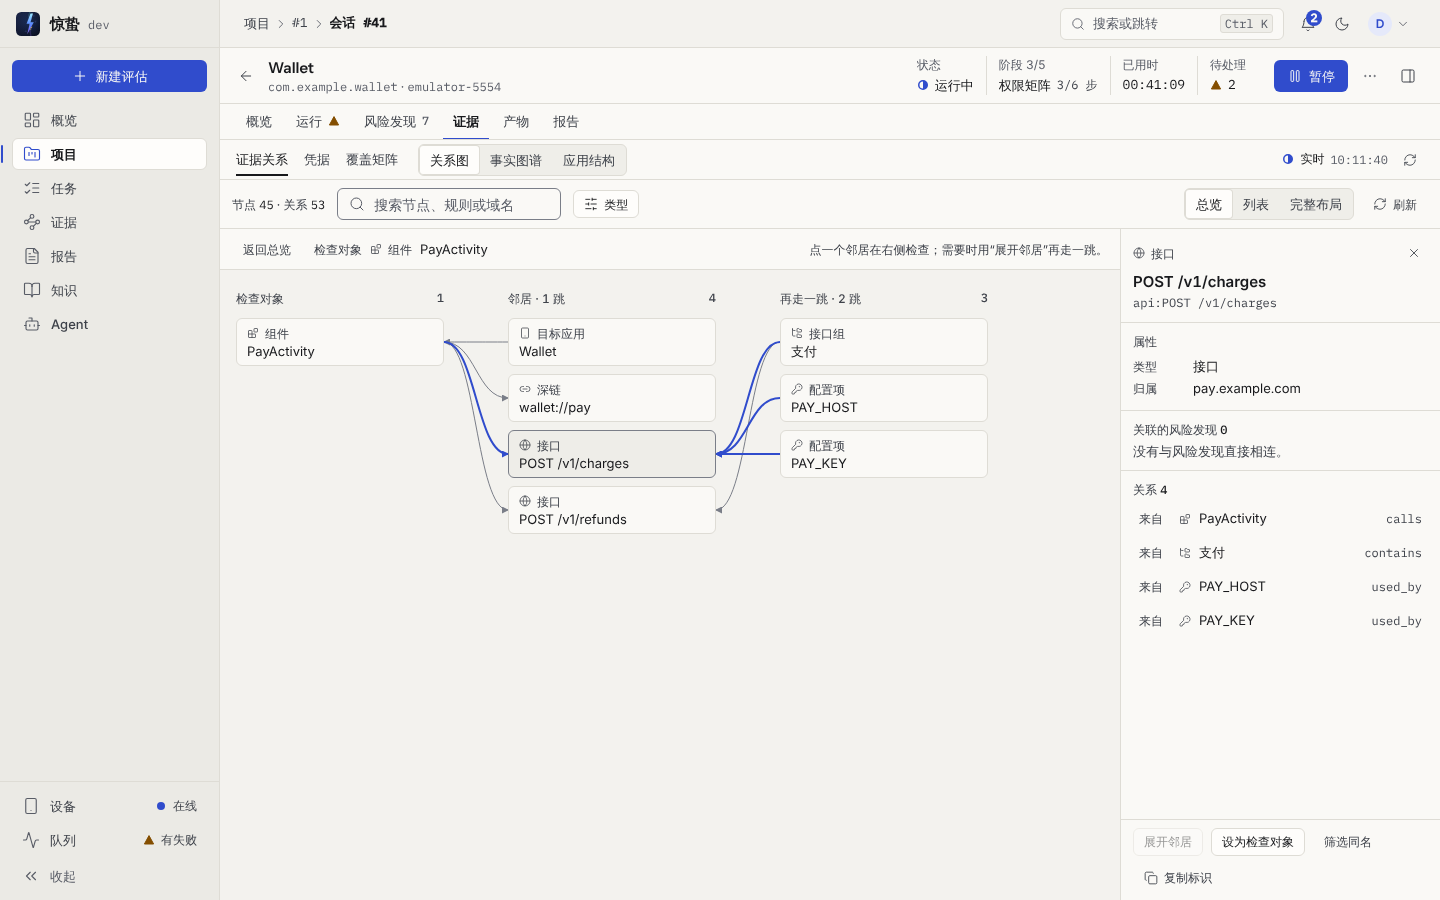 惊蛰 dev
新建评估
概览
项目
任务
证据
报告
知识
Agent
设备 在线
队列 有失败
收起
项目 > #1 > 会话 #41
搜索或跳转 Ctrl K
2
D
Wallet
com.example.wallet · emulator-5554
状态
运行中
阶段 3/5
权限矩阵 3/6 步
已用时
00:41:09
待处理
2
暂停
概览 运行 风险发现 7 证据 产物 报告
证据关系 凭据 覆盖矩阵 关系图 事实图谱 应用结构
实时 10:11:40
节点 45 · 关系 53
搜索节点、规则或域名
类型
总览 列表 完整布局
刷新
返回总览 检查对象 组件 PayActivity
点一个邻居在右侧检查；需要时用“展开邻居”再走一跳。
检查对象 1
组件
PayActivity
邻居 · 1 跳 4
目标应用
Wallet
深链
wallet://pay
接口
POST /v1/charges
接口
POST /v1/refunds
再走一跳 · 2 跳 3
接口组
支付
配置项
PAY_HOST
配置项
PAY_KEY
接口
POST /v1/charges
api:POST /v1/charges
属性
类型 接口
归属 pay.example.com
关联的风险发现 0
没有与风险发现直接相连。
关系 4
来自 PayActivity calls
来自 支付 contains
来自 PAY_HOST used_by
来自 PAY_KEY used_by
展开邻居 设为检查对象 筛选同名
复制标识